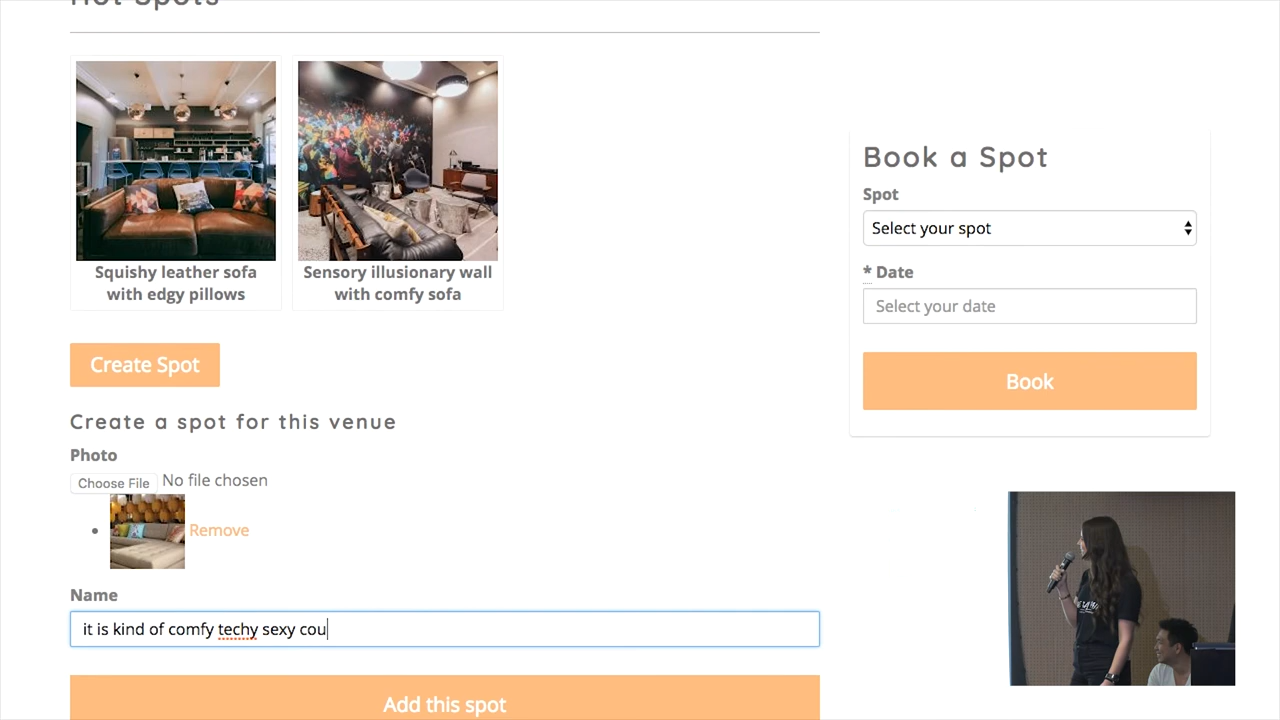 Hot Spots
Squishy leather sofa
with edgy pillows
Sensory illusionary wall
with comfy sofa
Create Spot
Create a spot for this venue
Photo
Choose File No file chosen
• Remove
Name
it is kind of comfy techy sexy cou
Add this spot
Book a Spot
Spot
Select your spot
* Date
Select your date
Book